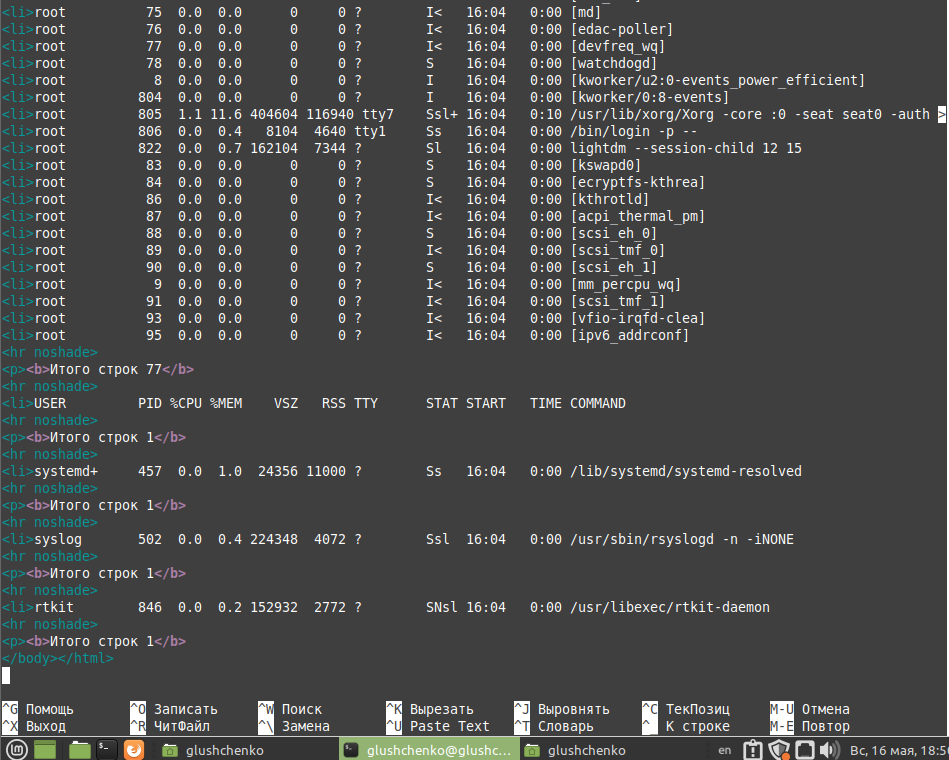 <li>root         75  0.0  0.0      0     0 ?        I<   16:04   0:00 [md]
<li>root         76  0.0  0.0      0     0 ?        I<   16:04   0:00 [edac-poller]
<li>root         77  0.0  0.0      0     0 ?        I<   16:04   0:00 [devfreq_wq]
<li>root         78  0.0  0.0      0     0 ?        S    16:04   0:00 [watchdogd]
<li>root          8  0.0  0.0      0     0 ?        I    16:04   0:00 [kworker/u2:0-events_power_efficient]
<li>root        804  0.0  0.0      0     0 ?        I    16:04   0:00 [kworker/0:8-events]
<li>root        805  1.1 11.6 404604 116940 tty7    Ssl+ 16:04   0:10 /usr/lib/xorg/Xorg -core :0 -seat seat0 -auth >
<li>root        806  0.0  0.4   8104  4640 tty1     Ss   16:04   0:00 /bin/login -p --
<li>root        822  0.0  0.7 162104  7344 ?        Sl   16:04   0:00 lightdm --session-child 12 15
<li>root         83  0.0  0.0      0     0 ?        S    16:04   0:00 [kswapd0]
<li>root         84  0.0  0.0      0     0 ?        S    16:04   0:00 [ecryptfs-kthrea]
<li>root         86  0.0  0.0      0     0 ?        I<   16:04   0:00 [kthrotld]
<li>root         87  0.0  0.0      0     0 ?        I<   16:04   0:00 [acpi_thermal_pm]
<li>root         88  0.0  0.0      0     0 ?        S    16:04   0:00 [scsi_eh_0]
<li>root         89  0.0  0.0      0     0 ?        I<   16:04   0:00 [scsi_tmf_0]
<li>root         90  0.0  0.0      0     0 ?        S    16:04   0:00 [scsi_eh_1]
<li>root          9  0.0  0.0      0     0 ?        I<   16:04   0:00 [mm_percpu_wq]
<li>root         91  0.0  0.0      0     0 ?        I<   16:04   0:00 [scsi_tmf_1]
<li>root         93  0.0  0.0      0     0 ?        I<   16:04   0:00 [vfio-irqfd-clea]
<li>root         95  0.0  0.0      0     0 ?        I<   16:04   0:00 [ipv6_addrconf]
<hr noshade>
<p><b>Итого строк 77</b>
<hr noshade>
<li>USER         PID %CPU %MEM    VSZ   RSS TTY      STAT START   TIME COMMAND
<hr noshade>
<p><b>Итого строк 1</b>
<hr noshade>
<li>systemd+     457  0.0  1.0  24356 11000 ?        Ss   16:04   0:00 /lib/systemd/systemd-resolved
<hr noshade>
<p><b>Итого строк 1</b>
<hr noshade>
<li>syslog       502  0.0  0.4 224348  4072 ?        Ssl  16:04   0:00 /usr/sbin/rsyslogd -n -iNONE
<hr noshade>
<p><b>Итого строк 1</b>
<hr noshade>
<li>rtkit        846  0.0  0.2 152932  2772 ?        SNsl 16:04   0:00 /usr/libexec/rtkit-daemon
<hr noshade>
<p><b>Итого строк 1</b>
</body></html>
^G Помощь ^O Записать ^W Поиск ^K Вырезать ^J Выровнять ^C ТекПозиц M-U Отмена
^X Выход ^R ЧитФайл ^\ Замена ^U Paste Text ^T Словарь ^_ К строке M-E Повтор
glushchenko glushchenko@glushc... glushchenko en Вс, 16 мая, 18:50